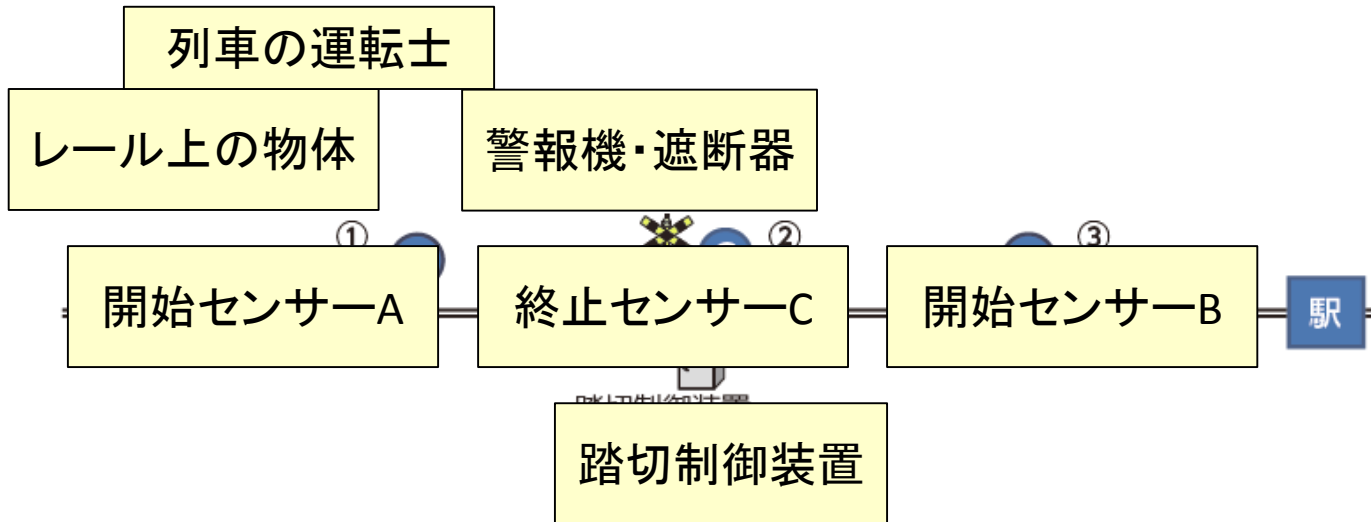 列車の運転士
レール上の物体
警報機・遮断器
①
②
③
開始センサーA
終止センサーC
開始センサーB
駅
踏切制御装置